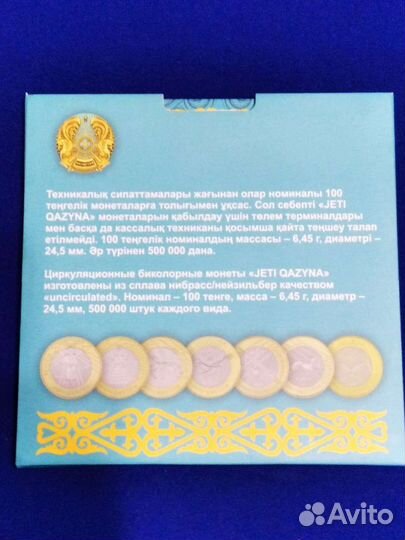 Техникалық сипаттамалары жағынан олар номиналы 100
теңгелік монеталарға толығымен ұқсас. Сол себепті «JETI
QAZYNA» монеталарын қабылдау үшін төлем терминалдары
мен басқа да кассалық техниканы қосымша қайта теңшеу талап
етілмейді. 100 теңгелік номиналдың массасы – 6,45 г, диаметрі –
24,5 мм. Әр түрінен 500 000 дана.
Циркуляционные биколорные монеты «JETI QAZYNA»
изготовлены из сплава нибрасс/нейзильбер качеством
«uncirculated». Номинал – 100 тенге, масса – 6,45 г, диаметр –
24,5 мм, 500 000 штук каждого вида.
Avito